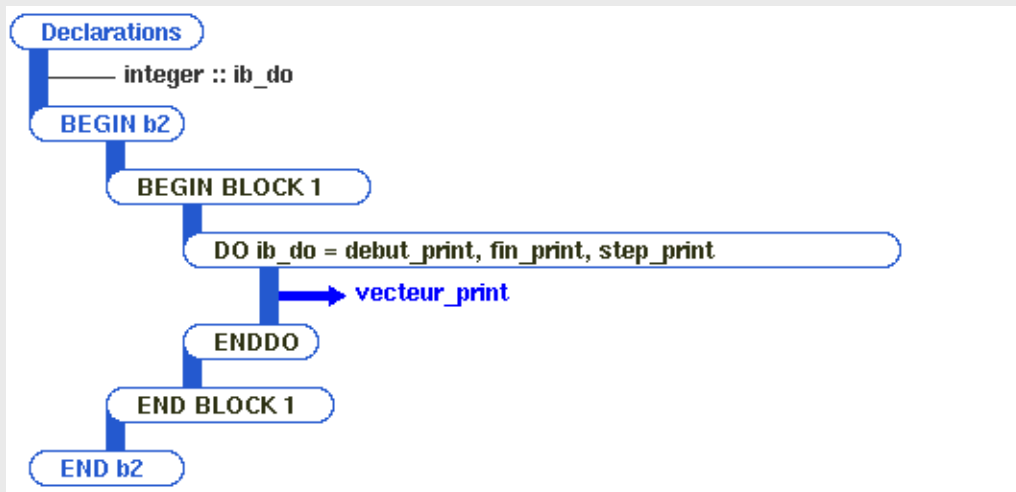 Declarations
integer :: ib_do
BEGIN b2
BEGIN BLOCK 1
DO ib_do = debut_print, fin_print, step_print
vecteur_print
ENDDO
END BLOCK 1
END b2